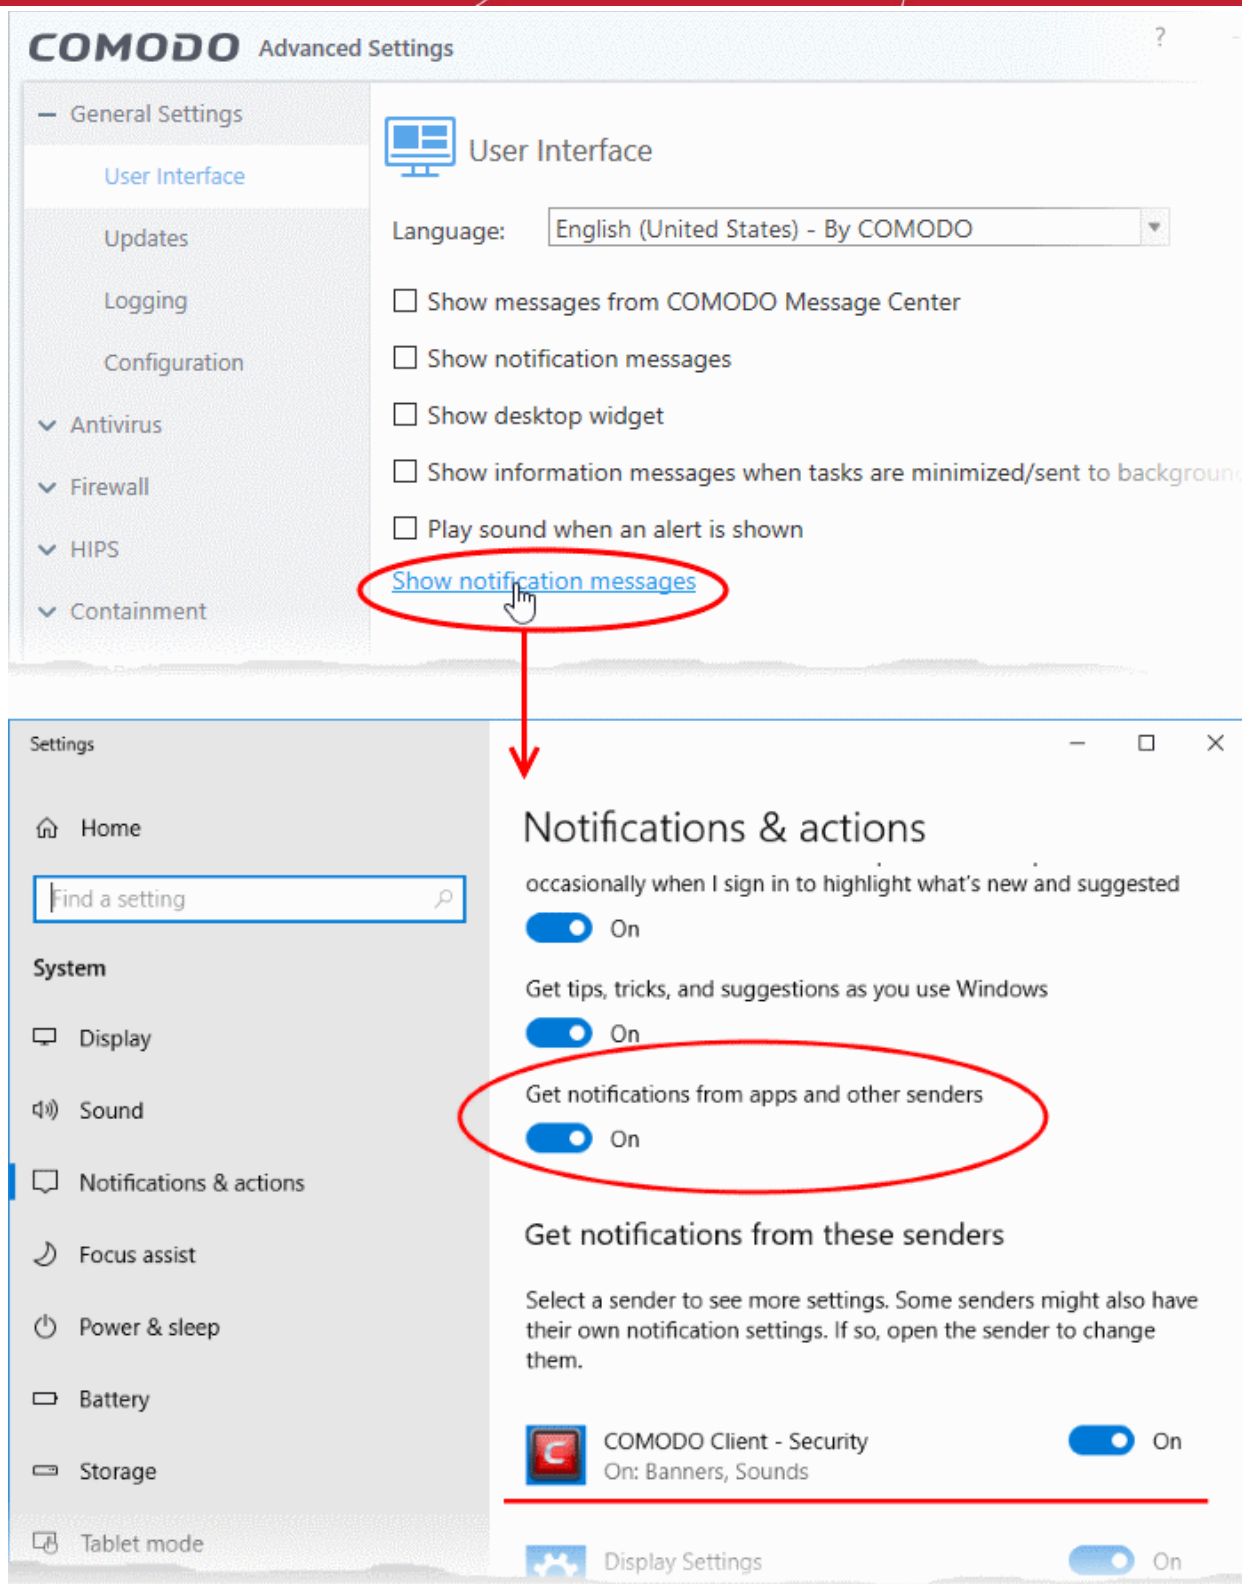 COMODO Advanced Settings
?
General Settings
User Interface
Updates
Logging
Configuration
Antivirus
Firewall
HIPS
Containment
User Interface
Language: English (United States) - By COMODO
Show messages from COMODO Message Center
Show notification messages
Show desktop widget
Show information messages when tasks are minimized/sent to background
Play sound when an alert is shown
Show notification messages
Settings
Home
Find a setting
System
Display
Sound
Notifications & actions
Focus assist
Power & sleep
Battery
Storage
Tablet mode
Notifications & actions
occasionally when I sign in to highlight what's new and suggested
On
Get tips, tricks, and suggestions as you use Windows
On
Get notifications from apps and other senders
On
Get notifications from these senders
Select a sender to see more settings. Some senders might also have
their own notification settings. If so, open the sender to change
them.
COMODO Client - Security
On
On: Banners, Sounds
Display Settings
On